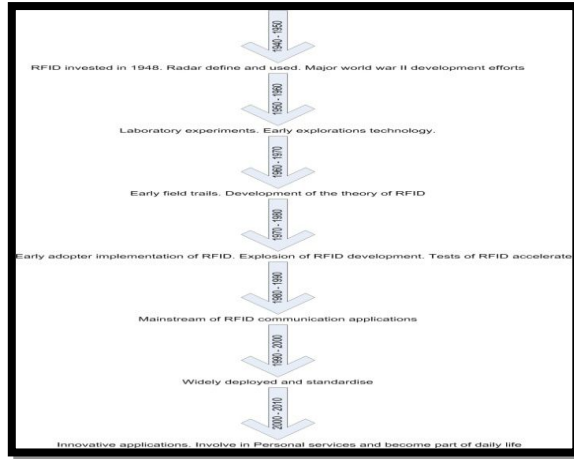 1940 - 1950
RFID invested in 1948. Radar define and used. Major world war II development efforts
1950 - 1960
Laboratory experiments. Early explorations technology.
1960 - 1970
Early field trails. Development of the theory of RFID
1970 - 1980
Early adopter implementation of RFID. Explosion of RFID development. Tests of RFID accelerate
1980 - 1990
Mainstream of RFID communication applications
1990 - 2000
Widely deployed and standardise
2000 - 2010
Innovative applications. Involve in Personal services and become part of daily life